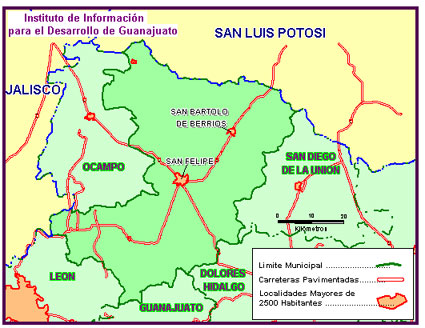 Instituto de Información
para el Desarrollo de Guanajuato
SAN LUIS POTOSI
JALISCO
SAN BARTOLO
DE BERRIOS
OCAMPO
SAN FELIPE
SAN DIEGO
DE LA UNION
0 10 20
Kilómetros
LEON
DOLORES
HIDALGO
GUANAJUATO
Limite Municipal
Carreteras Pavimentadas
Localidades Mayores de
2500 Habitantes